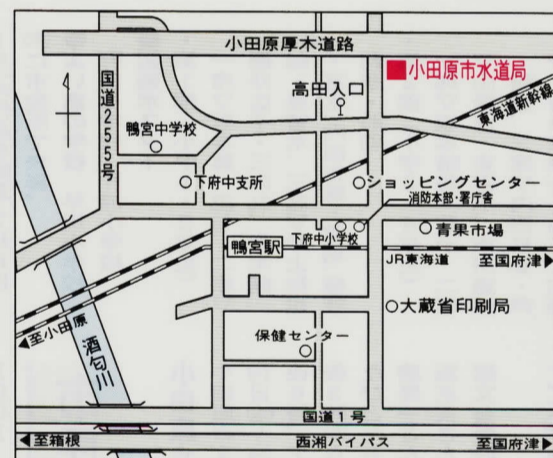 小田原厚木道路
国道255号
小田原市水道局
高田入口
東海道新幹線
鴨宮中学校
下府中支所
ショッピングセンター
消防本部・署庁舎
下府中小学校
青果市場
鴨宮駅
JR東海道
至国府津
大蔵省印刷局
至小田原
酒匂川
保健センター
国道1号
至箱根
西湘バイパス
至国府津